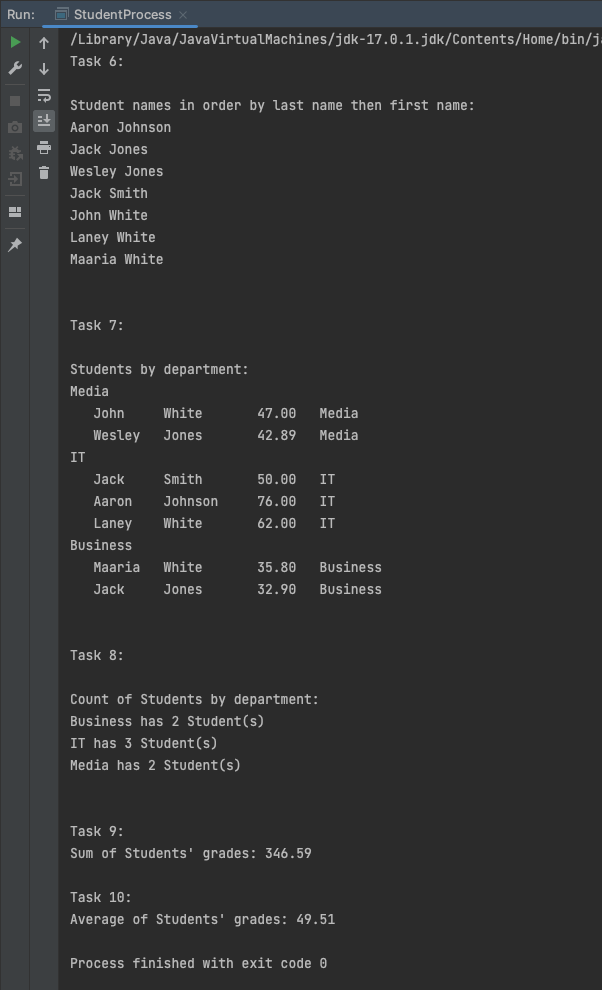 Run: StudentProcess
/Library/Java/JavaVirtualMachines/jdk-17.0.1.jdk/Contents/Home/bin/
Task 6:
Student names in order by last name then first name:
Aaron Johnson
Jack Jones
Wesley Jones
Jack Smith
John White
Laney White
Maaria White
Task 7:
Students by department:
Media
John White 47.00 Media
Wesley Jones 42.89 Media
IT
Jack Smith 50.00 IT
Aaron Johnson 76.00 IT
Laney White 62.00 IT
Business
Maaria White 35.80 Business
Jack Jones 32.90 Business
Task 8:
Count of Students by department:
Business has 2 Student(s)
IT has 3 Student(s)
Media has 2 Student(s)
Task 9:
Sum of Students' grades: 346.59
Task 10:
Average of Students' grades: 49.51
Process finished with exit code 0